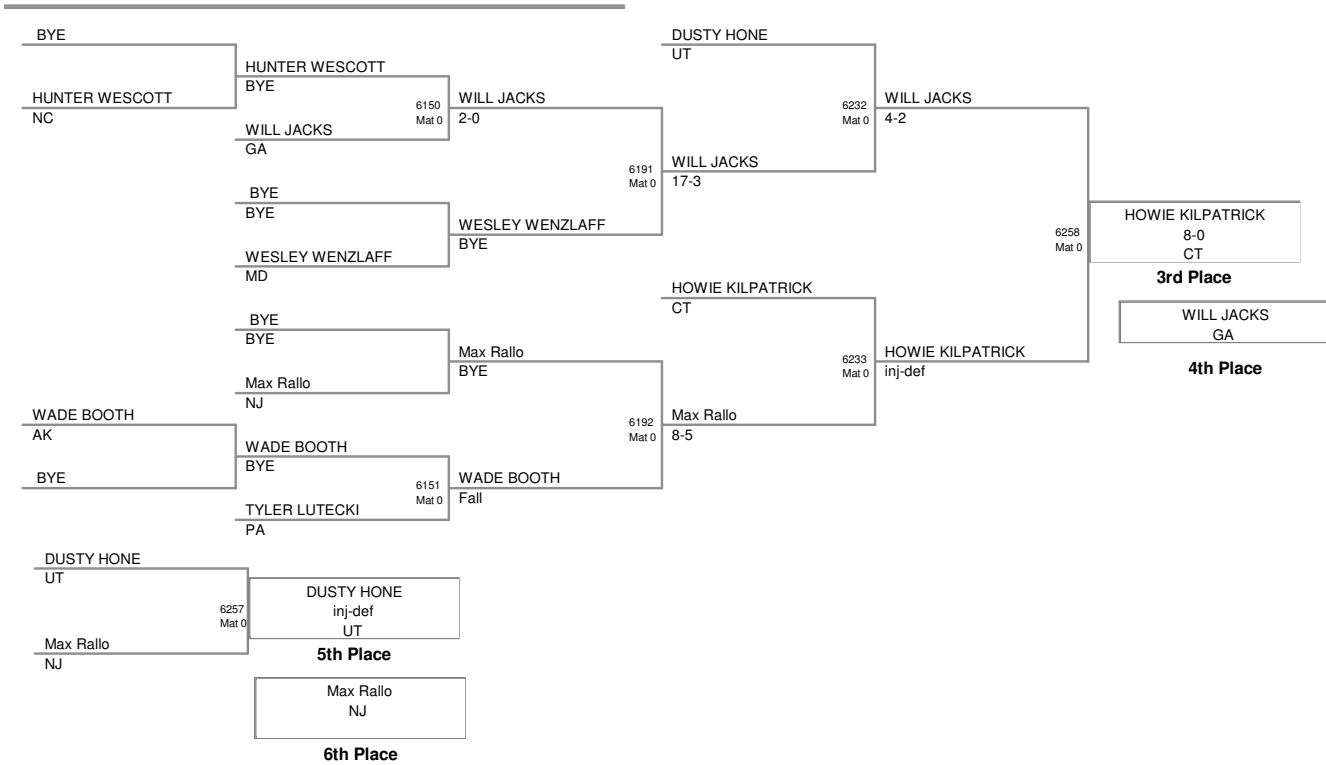 BYE
HUNTER WESCOTT
NC
HUNTER WESCOTT
BYE
WILL JACKS
GA
6150
Mat 0
WILL JACKS
2-0
BYE
BYE
WESLEY WENZLAFF
MD
WESLEY WENZLAFF
BYE
6191
Mat 0
WILL JACKS
17-3
DUSTY HONE
UT
6232
Mat 0
WILL JACKS
4-2
BYE
BYE
Max Rallo
NJ
Max Rallo
BYE
WADE BOOTH
AK
BYE
WADE BOOTH
BYE
TYLER LUTECKI
PA
6151
Mat 0
WADE BOOTH
Fall
6192
Mat 0
Max Rallo
8-5
HOWIE KILPATRICK
CT
6233
Mat 0
HOWIE KILPATRICK
inj-def
6258
Mat 0
HOWIE KILPATRICK
8-0
CT
3rd Place
WILL JACKS
GA
4th Place
DUSTY HONE
UT
Max Rallo
NJ
6257
Mat 0
DUSTY HONE
inj-def
UT
5th Place
Max Rallo
NJ
6th Place